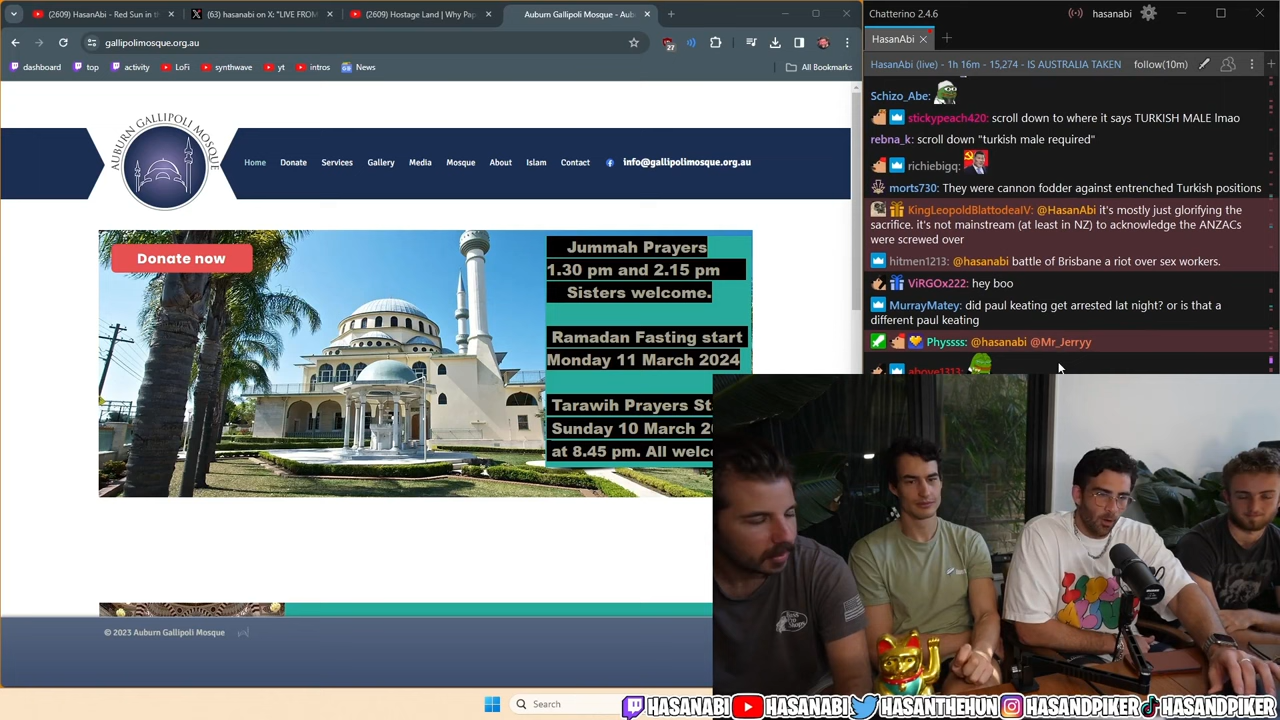 (2609) HasanAbi - Red Sun in th
(63) hasanabi on X: "LIVE FROM
(2609) Hostage Land | Why Pap
Auburn Gallipoli Mosque - Aub
gallipolimosque.org.au
27
dashboard
top
activity
LoFi
synthwave
yt
intros
News
All Bookmarks
AUBURN GALLIPOLI MOSQUE
Home
Donate
Services
Gallery
Media
Mosque
About
Islam
Contact
info@gallipolimosque.org.au
Donate now
Jummah Prayers
1.30 pm and 2.15 pm
Sisters welcome.
Ramadan Fasting start
Monday 11 March 2024
Tarawih Prayers St
Sunday 10 March 20
at 8.45 pm. All welco
© 2023 Auburn Gallipoli Mosque
Search
Chatterino 2.4.6
hasanabi
HasanAbi
HasanAbi (live) - 1h 16m - 15,274 - IS AUSTRALIA TAKEN
follow(10m)
Schizo_Abe:
stickypeach420: scroll down to where it says TURKISH MALE lmao
rebna_k: scroll down "turkish male required"
richiebigq:
morts730: They were cannon fodder against entrenched Turkish positions
KingLeopoldBlattodeaIV: @HasanAbi it's mostly just glorifying the
sacrifice. it's not mainstream (at least in NZ) to acknowledge the ANZACs
were screwed over
hitmen1213: @hasanabi battle of Brisbane a riot over sex workers.
ViRGOx222: hey boo
MurrayMatey: did paul keating get arrested lat night? or is that a
different paul keating
Physsss: @hasanabi @Mr_Jerryy
above1313:
HASANABI
HASANABI
HASANTHEHUN
HASANDPIKER
HASANDPIKER